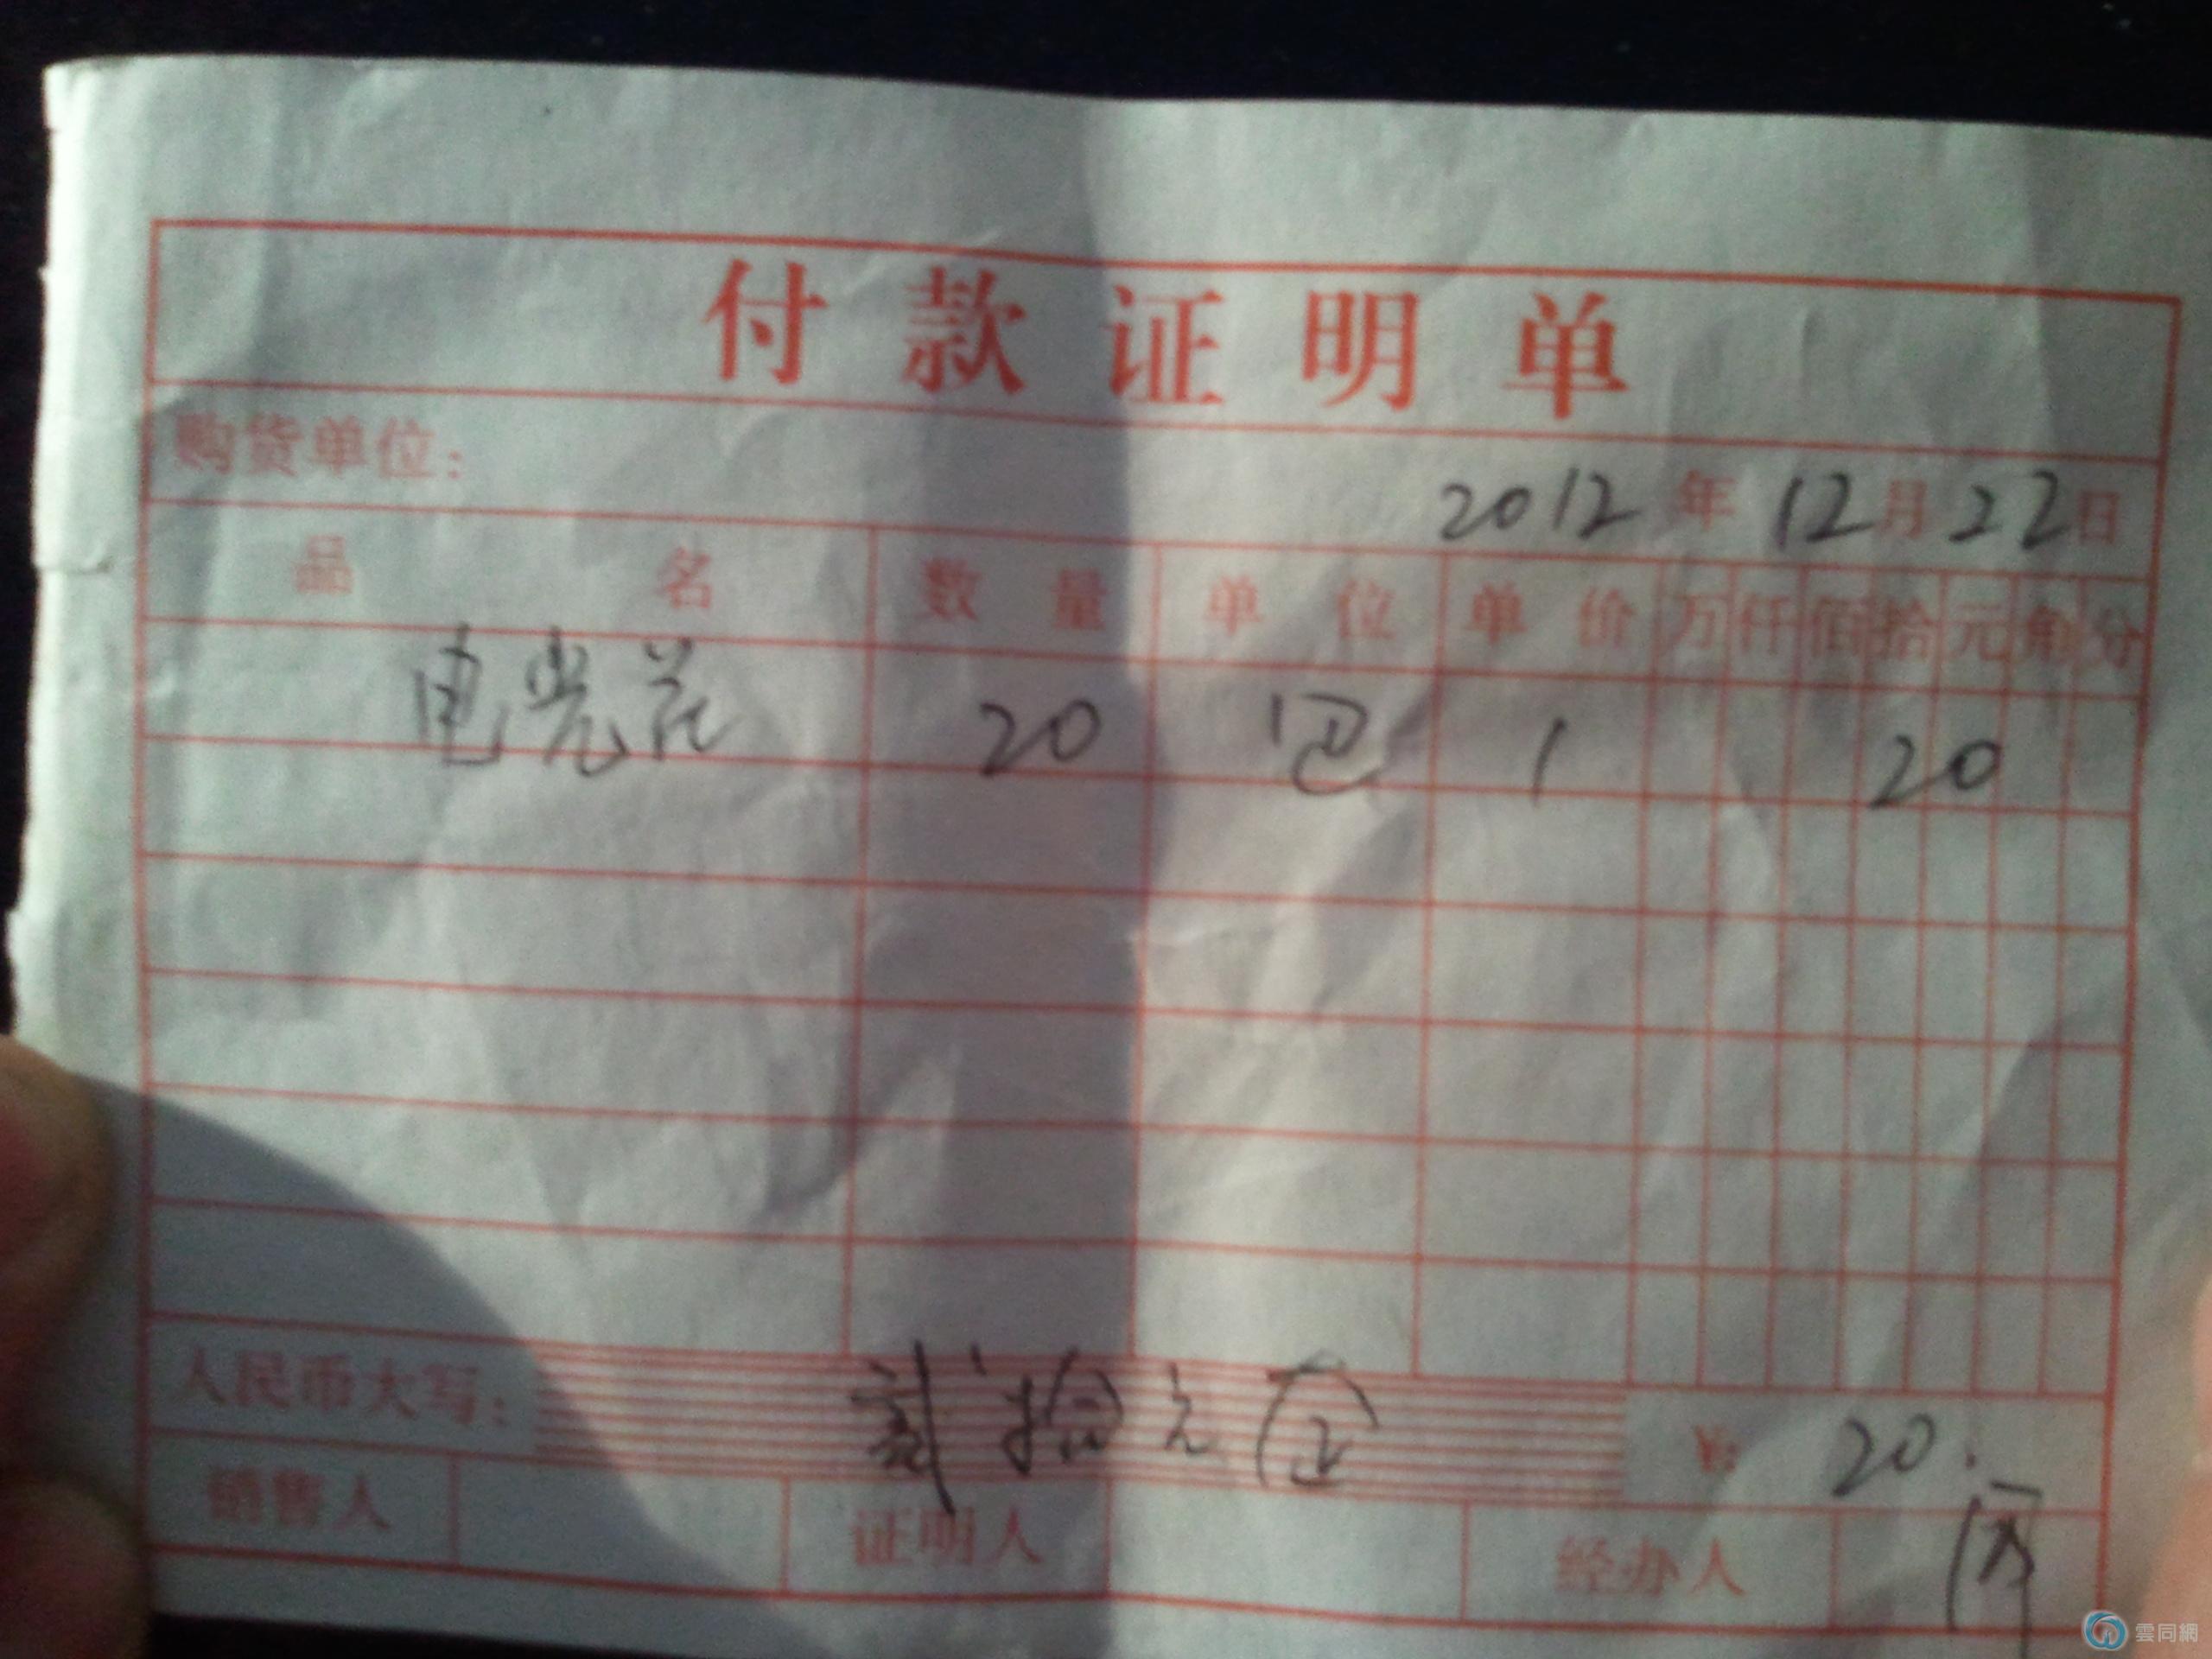 付款证明单
购货单位:
2012年12月22日
品名 数量 单位 单价 万仟佰拾元角分
电光花 20 包 1 20
人民币大写: 贰拾元正 ¥: 20.
销售人 证明人 经办人
雲同網